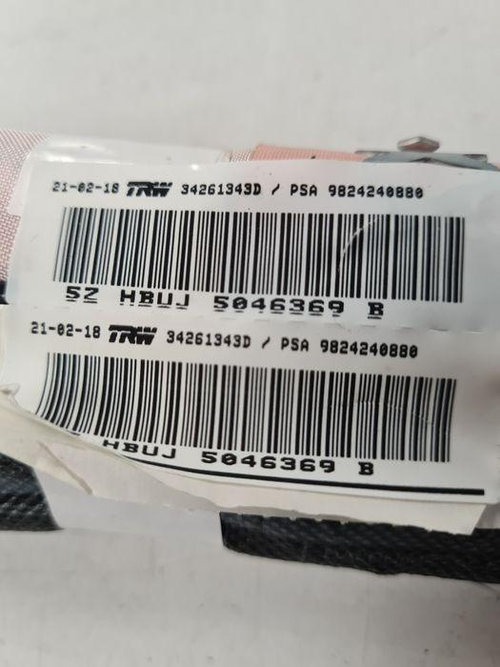 21-02-18 TRW 34261343D / PSA 9824240880
5Z HBUJ 5046369 B
21-02-18 TRW 34261343D / PSA 9824240880
HBUJ 5046369 B